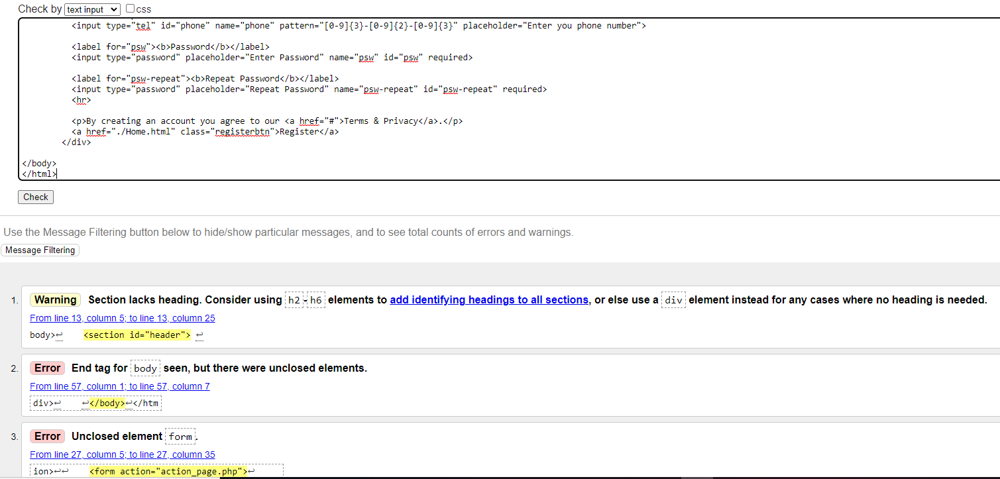 Check by text input css
<input type="tel" id="phone" name="phone" pattern="[0-9]{3}-[0-9]{2}-[0-9]{3}" placeholder="Enter you phone number">
<label for="psw"><b>Password</b></label>
<input type="password" placeholder="Enter Password" name="psw" id="psw" required>
<label for="psw-repeat"><b>Repeat Password</b></label>
<input type="password" placeholder="Repeat Password" name="psw-repeat" id="psw-repeat" required>
<hr>
<p>By creating an account you agree to our <a href="#">Terms & Privacy</a>.</p>
<a href="./Home.html" class="registerbtn">Register</a>
</div>
</body>
</html>
Check
Use the Message Filtering button below to hide/show particular messages, and to see total counts of errors and warnings.
Message Filtering
1. Warning Section lacks heading. Consider using h2-h6 elements to add identifying headings to all sections, or else use a div element instead for any cases where no heading is needed.
From line 13, column 5; to line 13, column 25
body>↩ <section id="header"> ↩
2. Error End tag for body seen, but there were unclosed elements.
From line 57, column 1; to line 57, column 7
div>↩ ↩</body>↩</htm
3. Error Unclosed element form.
From line 27, column 5; to line 27, column 35
ion>↩↩ <form action="action_page.php">↩